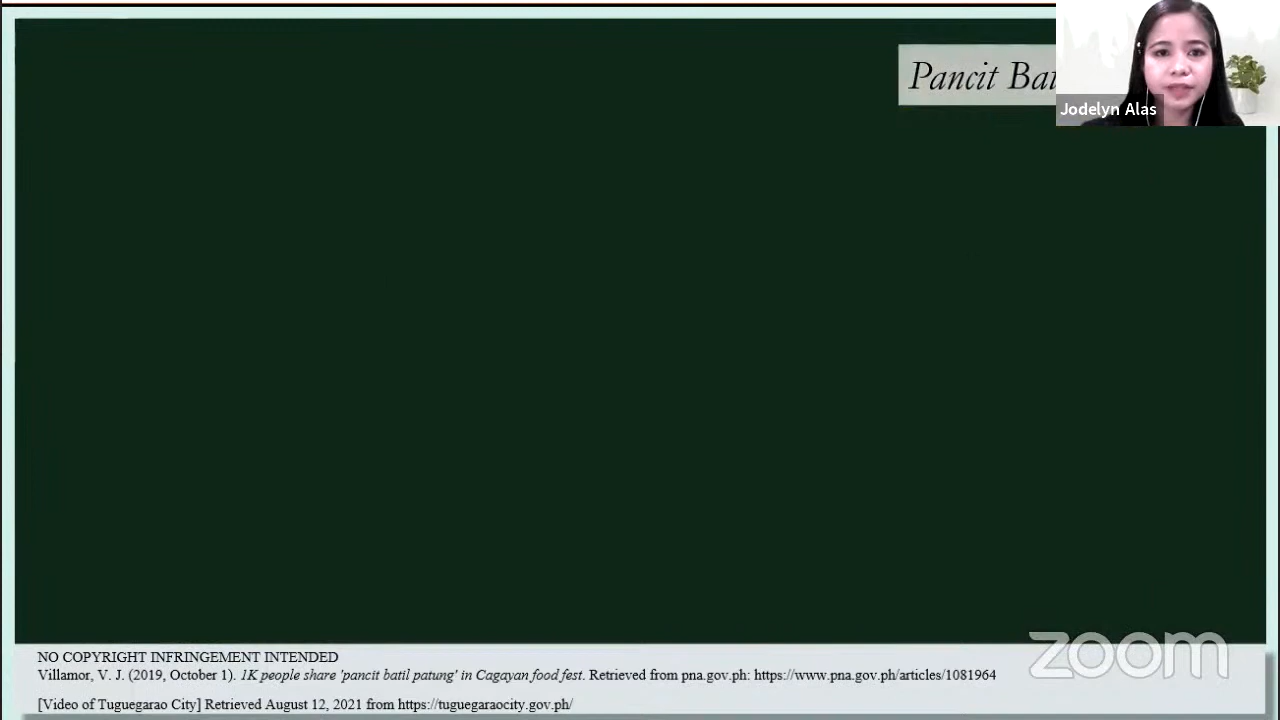 Pancit Bat
Jodelyn Alas
zoom
NO COPYRIGHT INFRINGEMENT INTENDED
Villamor, V. J. (2019, October 1). 1K people share 'pancit batil patung' in Cagayan food fest. Retrieved from pna.gov.ph: https://www.pna.gov.ph/articles/1081964
[Video of Tuguegarao City] Retrieved August 12, 2021 from https://tuguegaraocity.gov.ph/